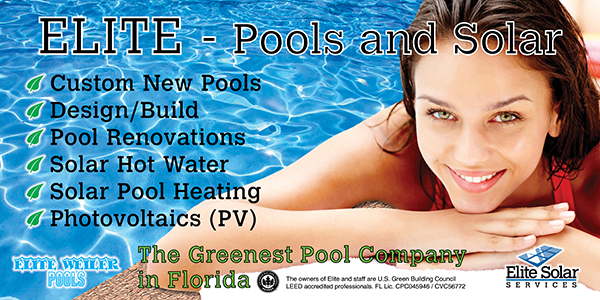 ELITE - Pools and Solar
Custom New Pools
Design/Build
Pool Renovations
Solar Hot Water
Solar Pool Heating
Photovoltaics (PV)
The Greenest Pool Company
in Florida
The owners of Elite and staff are U.S. Green Building Council
LEED accredited professionals. FL Lic. CPC045946 / CVC56772
ELITE WEILER
POOLS
Elite Solar
SERVICES